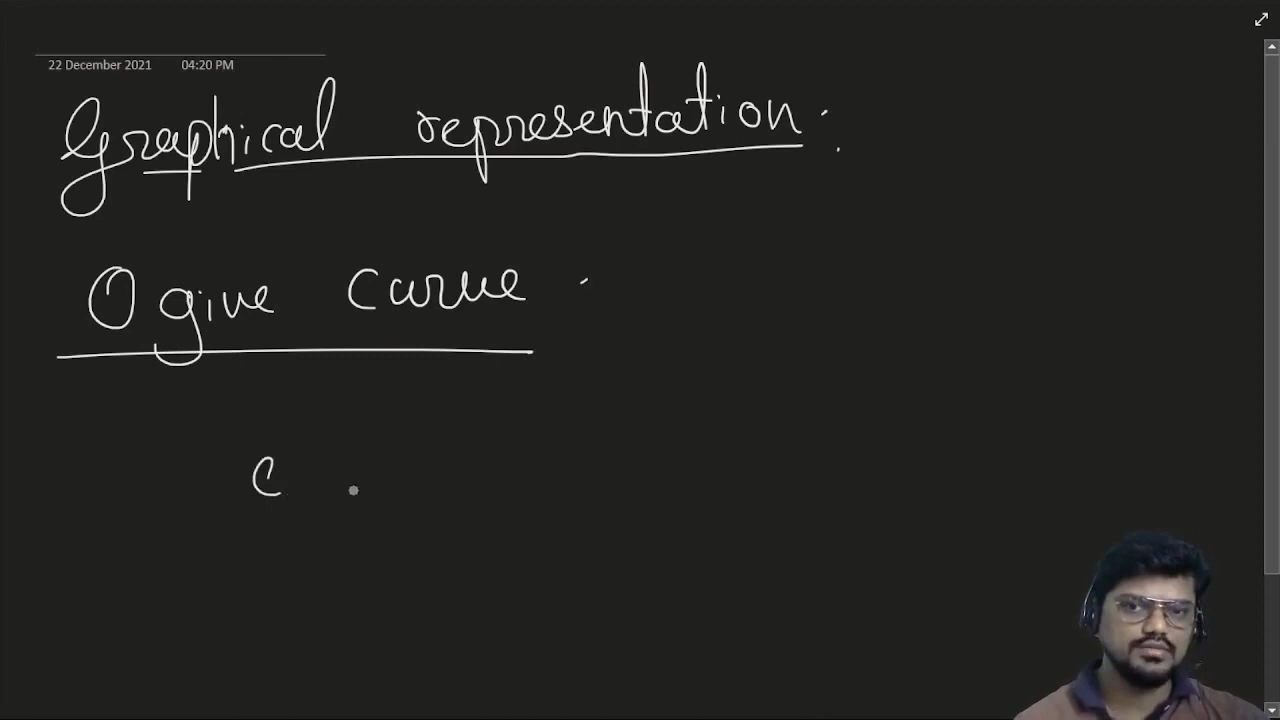 22 December 2021 04:20 PM
Graphical representation :
Ogive curve .
C